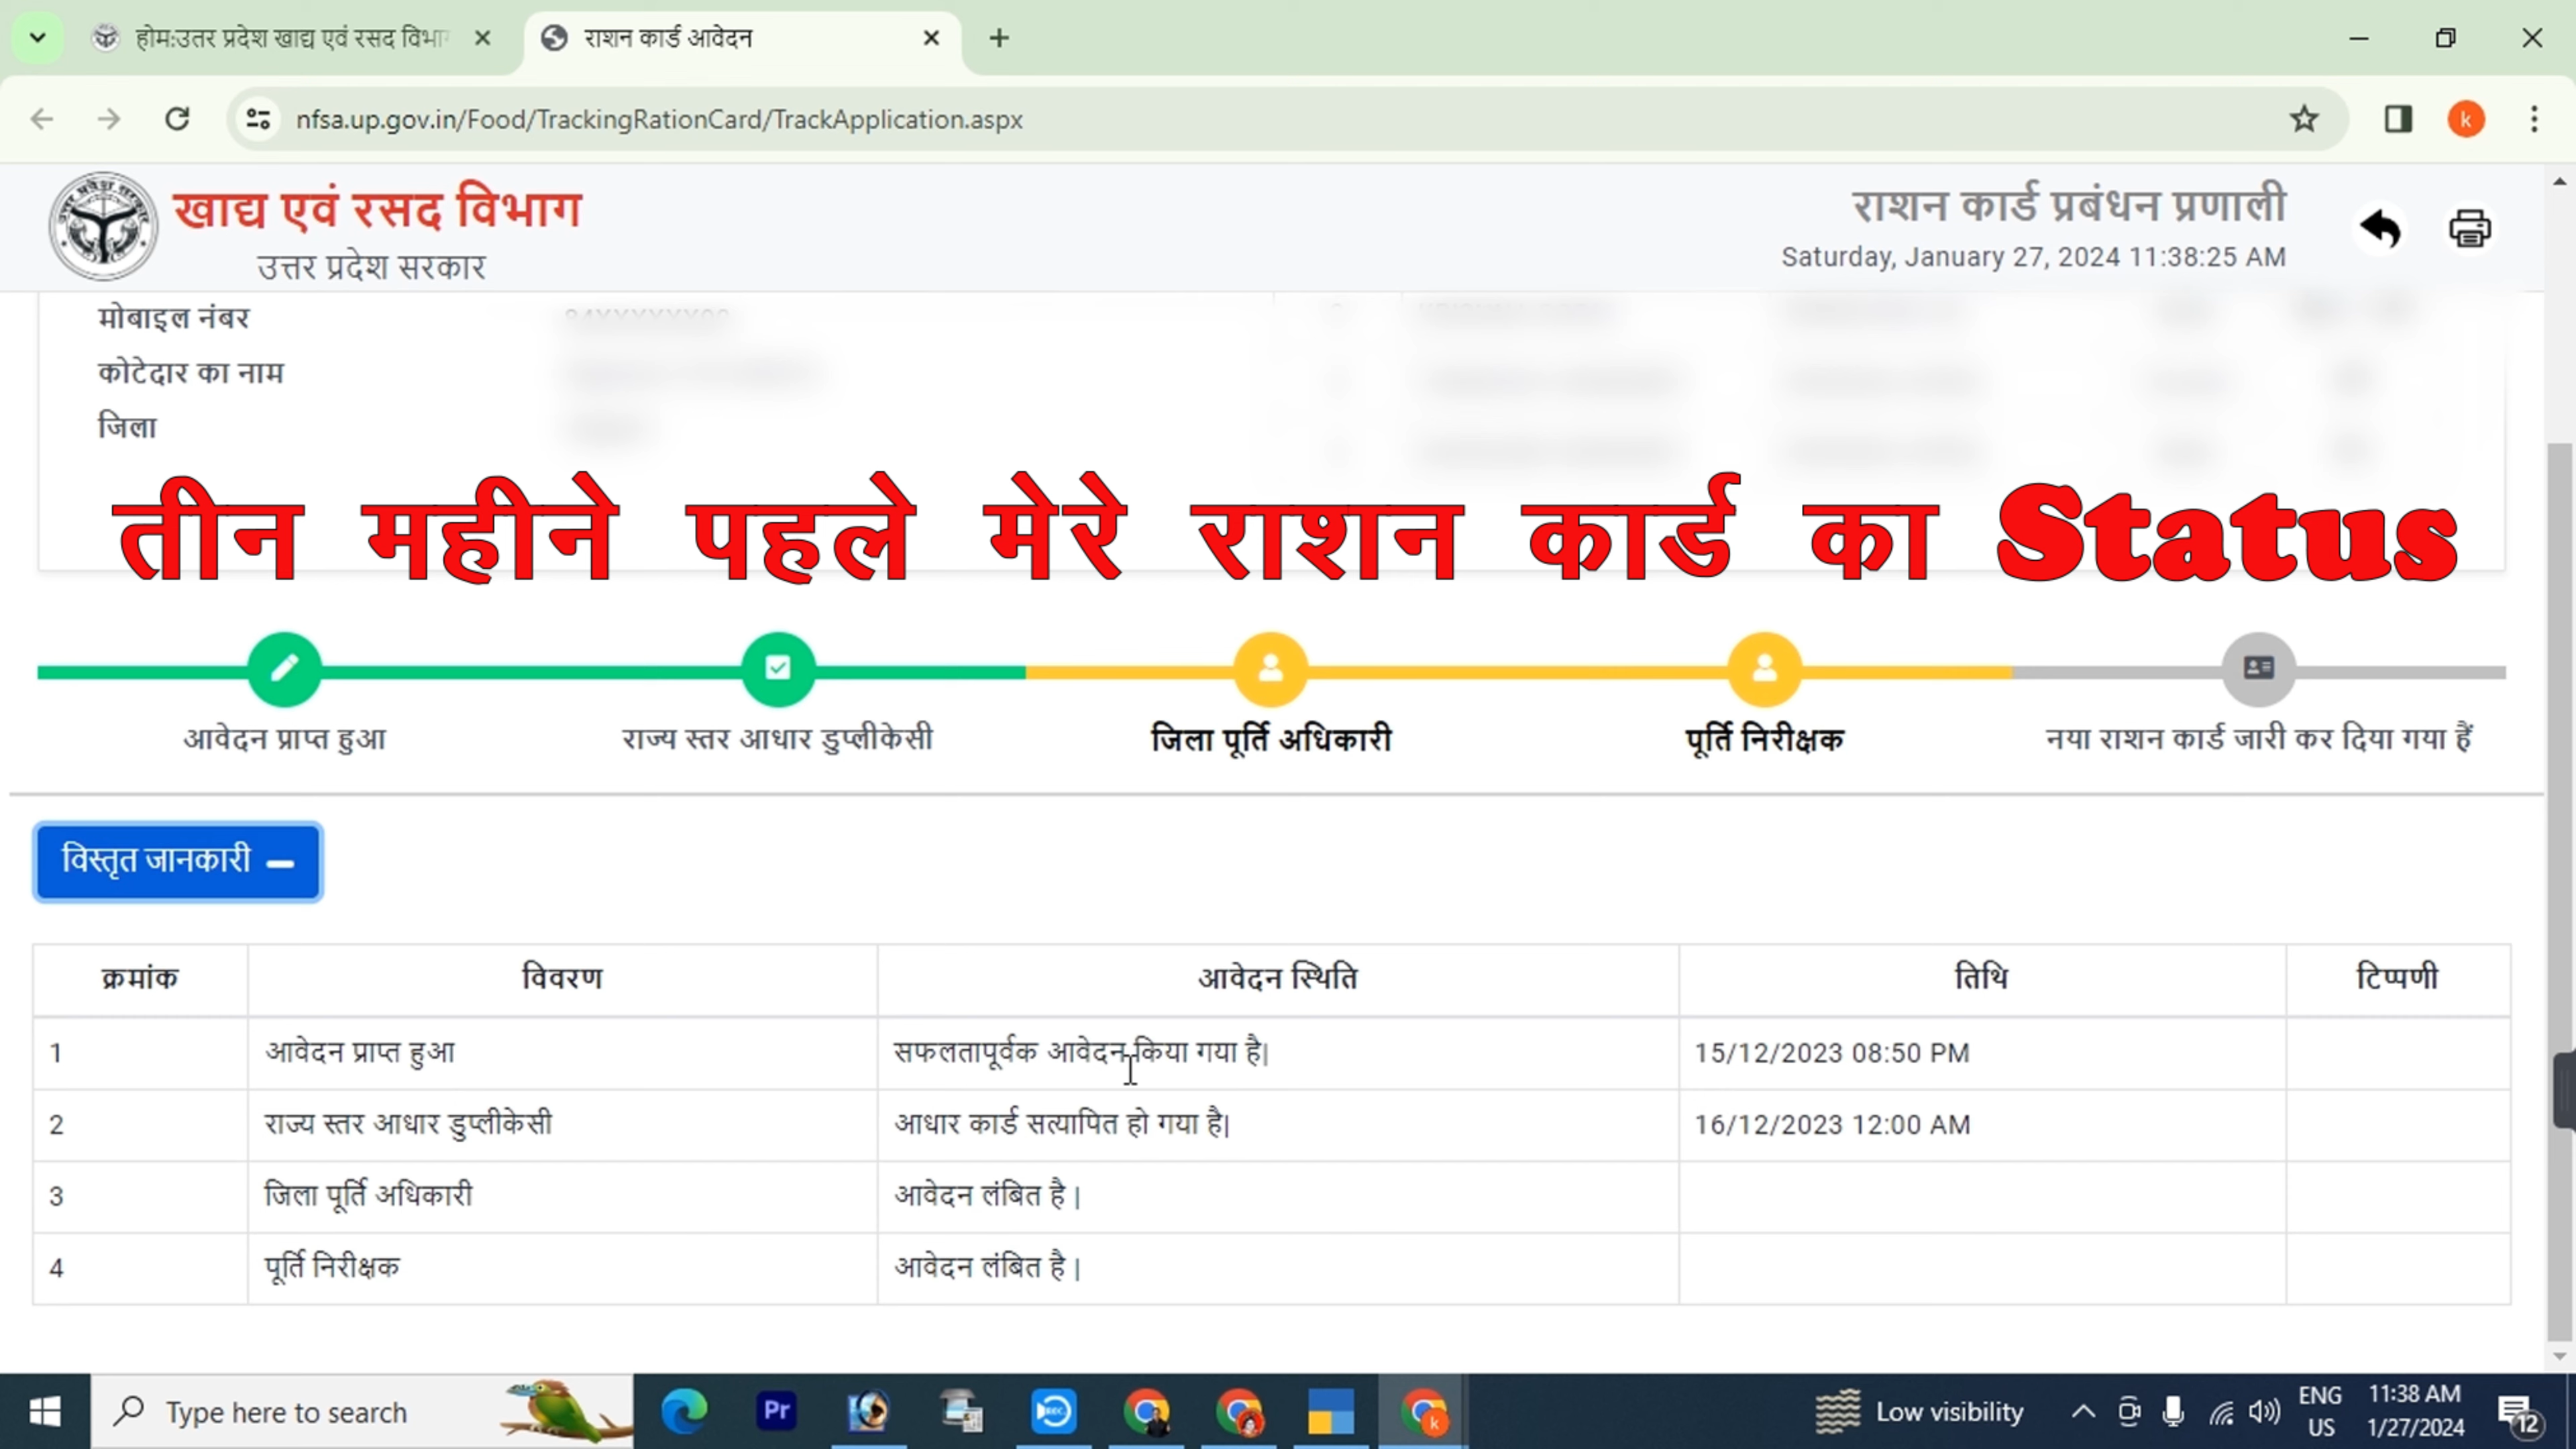 होम:उतर प्रदेश खाद्य एवं रसद विभा
राशन कार्ड आवेदन
nfsa.up.gov.in/Food/TrackingRationCard/TrackApplication.aspx
k
खाद्य एवं रसद विभाग
उत्तर प्रदेश सरकार
राशन कार्ड प्रबंधन प्रणाली
Saturday, January 27, 2024 11:38:25 AM
मोबाइल नंबर
कोटेदार का नाम
जिला
तीन महीने पहले मेरे राशन कार्ड का Status
आवेदन प्राप्त हुआ
राज्य स्तर आधार डुप्लीकेसी
जिला पूर्ति अधिकारी
पूर्ति निरीक्षक
नया राशन कार्ड जारी कर दिया गया हैं
विस्तृत जानकारी
क्रमांक विवरण आवेदन स्थिति तिथि टिप्पणी
1 आवेदन प्राप्त हुआ सफलतापूर्वक आवेदन किया गया है| 15/12/2023 08:50 PM
2 राज्य स्तर आधार डुप्लीकेसी आधार कार्ड सत्यापित हो गया है| 16/12/2023 12:00 AM
3 जिला पूर्ति अधिकारी आवेदन लंबित है |
4 पूर्ति निरीक्षक आवेदन लंबित है |
Type here to search
Pr
REC
k
Low visibility
ENG
US
11:38 AM
1/27/2024
12